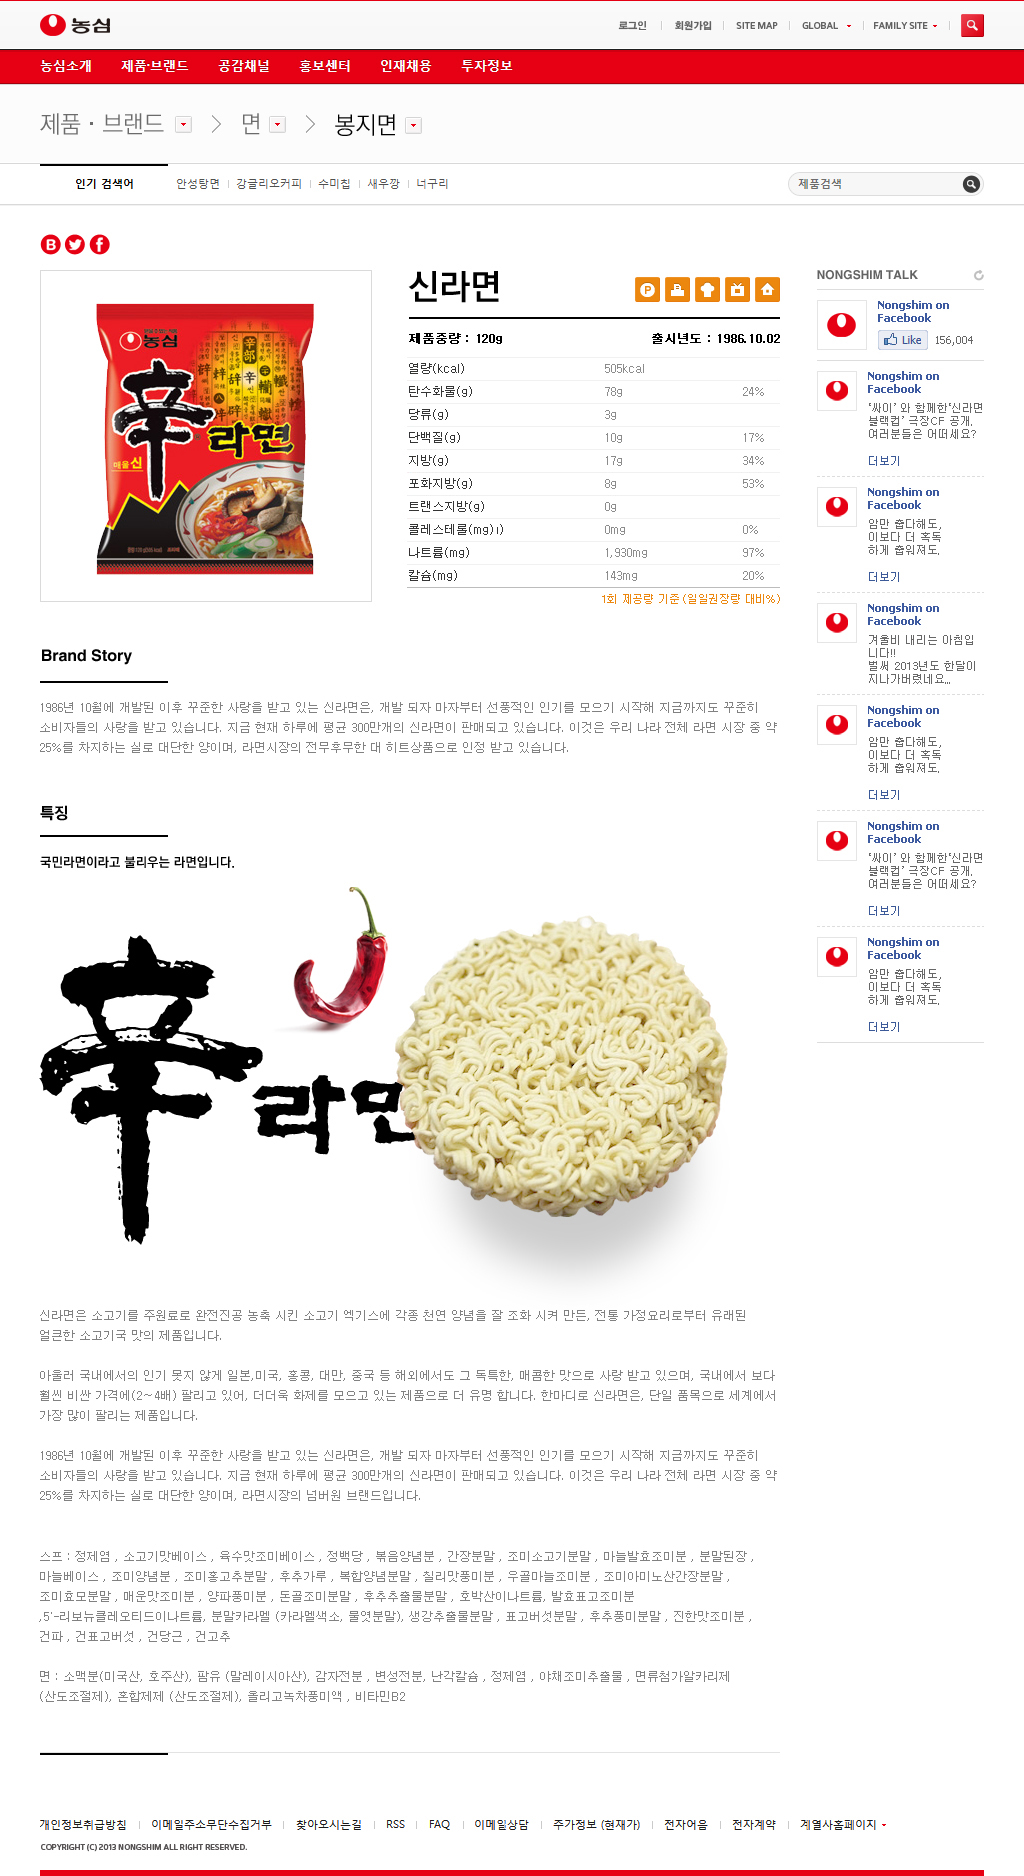 농심
로그인 회원가입 SITE MAP GLOBAL FAMILY SITE
농심소개 제품·브랜드 공감채널 홍보센터 인재채용 투자정보
제품 · 브랜드 > 면 > 봉지면
인기 검색어 안성탕면 강글리오커피 수미칩 새우깡 너구리 제품검색
신라면
제품중량 : 120g 출시년도 : 1986.10.02
열량(kcal) 505kcal
탄수화물(g) 78g 24%
당류(g) 3g
단백질(g) 10g 17%
지방(g) 17g 34%
포화지방(g) 8g 53%
트랜스지방(g) 0g
콜레스테롤(mg)ı) 0mg 0%
나트륨(mg) 1,930mg 97%
칼슘(mg) 143mg 20%
1회 제공량 기준 (일일권장량 대비%)
농심
辛라면
매울 신
NONGSHIM TALK
Nongshim on
Facebook
Like 156,004
Nongshim on
Facebook
‘싸이’ 와 함께한‘신라면
블랙컵’ 극장CF 공개.
여러분들은 어떠세요?
더보기
Nongshim on
Facebook
암만 춥다해도,
이보다 더 혹독
하게 춥워져도.
더보기
Nongshim on
Facebook
겨울비 내리는 아침입
니다!!
벌써 2013년도 한달이
지나가버렸네요...
Nongshim on
Facebook
암만 춥다해도,
이보다 더 혹독
하게 춥워져도.
더보기
Nongshim on
Facebook
‘싸이’ 와 함께한‘신라면
블랙컵’ 극장CF 공개.
여러분들은 어떠세요?
더보기
Nongshim on
Facebook
암만 춥다해도,
이보다 더 혹독
하게 춥워져도.
더보기
Brand Story
1986년 10월에 개발된 이후 꾸준한 사랑을 받고 있는 신라면은, 개발 되자 마자부터 선풍적인 인기를 모으기 시작해 지금까지도 꾸준히
소비자들의 사랑을 받고 있습니다. 지금 현재 하루에 평균 300만개의 신라면이 판매되고 있습니다. 이것은 우리 나라 전체 라면 시장 중 약
25%를 차지하는 실로 대단한 양이며, 라면시장의 전무후무한 대 히트상품으로 인정 받고 있습니다.
특징
국민라면이라고 불리우는 라면입니다.
辛라면
신라면은 소고기를 주원료로 완전진공 농축 시킨 소고기 엑기스에 각종 천연 양념을 잘 조화 시켜 만든, 전통 가정요리로부터 유래된
얼큰한 소고기국 맛의 제품입니다.
아울러 국내에서의 인기 못지 않게 일본,미국, 홍콩, 대만, 중국 등 해외에서도 그 독특한, 매콤한 맛으로 사랑 받고 있으며, 국내에서 보다
훨씬 비싼 가격에(2~4배) 팔리고 있어, 더더욱 화제를 모으고 있는 제품으로 더 유명 합니다. 한마디로 신라면은, 단일 품목으로 세계에서
가장 많이 팔리는 제품입니다.
1986년 10월에 개발된 이후 꾸준한 사랑을 받고 있는 신라면은, 개발 되자 마자부터 선풍적인 인기를 모으기 시작해 지금까지도 꾸준히
소비자들의 사랑을 받고 있습니다. 지금 현재 하루에 평균 300만개의 신라면이 판매되고 있습니다. 이것은 우리 나라 전체 라면 시장 중 약
25%를 차지하는 실로 대단한 양이며, 라면시장의 넘버원 브랜드입니다.
스프 : 정제염 , 소고기맛베이스 , 육수맛조미베이스 , 정백당 , 볶음양념분 , 간장분말 , 조미소고기분말 , 마늘발효조미분 , 분말된장 ,
마늘베이스 , 조미양념분 , 조미홍고추분말 , 후추가루 , 복합양념분말 , 칠리맛풍미분 , 우골마늘조미분 , 조미아미노산간장분말 ,
조미효모분말 , 매운맛조미분 , 양파풍미분 , 돈골조미분말 , 후추추출물분말 , 호박산이나트륨, 발효표고조미분
,5'-리보뉴클레오티드이나트륨, 분말카라멜 (카라멜색소, 물엿분말), 생강추출물분말 , 표고버섯분말 , 후추풍미분말 , 진한맛조미분 ,
건파 , 건표고버섯 , 건당근 , 건고추
면 : 소맥분(미국산, 호주산), 팜유 (말레이시아산), 감자전분 , 변성전분, 난각칼슘 , 정제염 , 야채조미추출물 , 면류첨가알카리제
(산도조절제), 혼합제제 (산도조절제), 올리고녹차풍미액 , 비타민B2
개인정보취급방침 이메일주소무단수집거부 찾아오시는길 RSS FAQ 이메일상담 주가정보 (현재가) 전자어음 전자계약 계열사홈페이지
COPYRIGHT (C) 2013 NONGSHIM ALL RIGHT RESERVED.